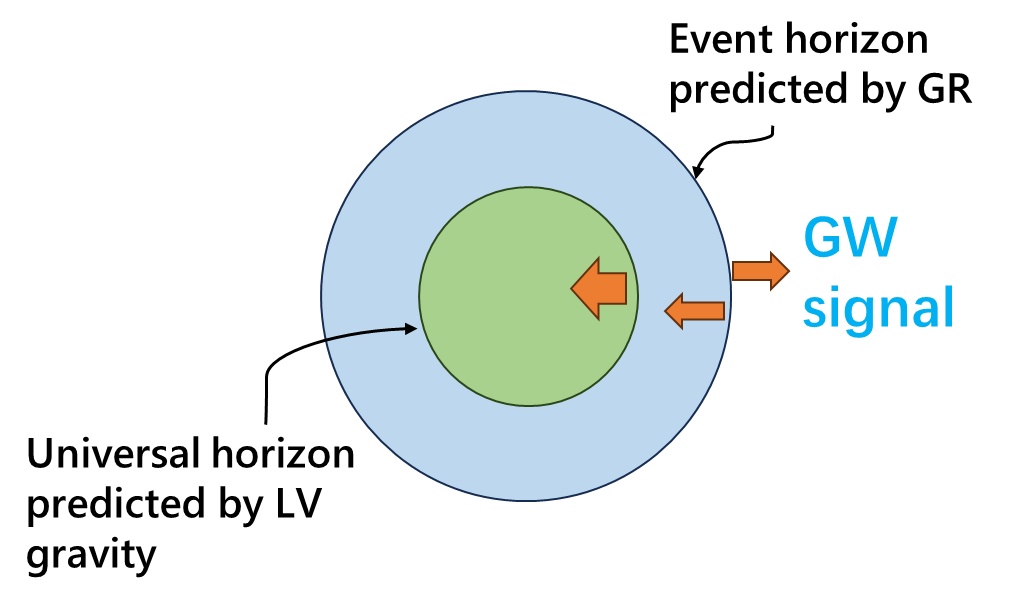 Event horizon
predicted by GR
GW
signal
Universal horizon
predicted by LV
gravity